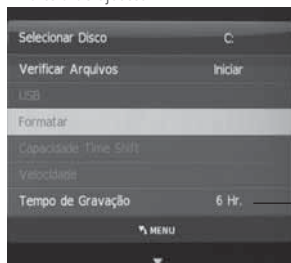 Selecionar Disco C:
Verificar Arquivos Iniciar
USB
Formatar
Capacidade Time Shift
Velocidade
Tempo de Gravação 6 Hr.
MENU